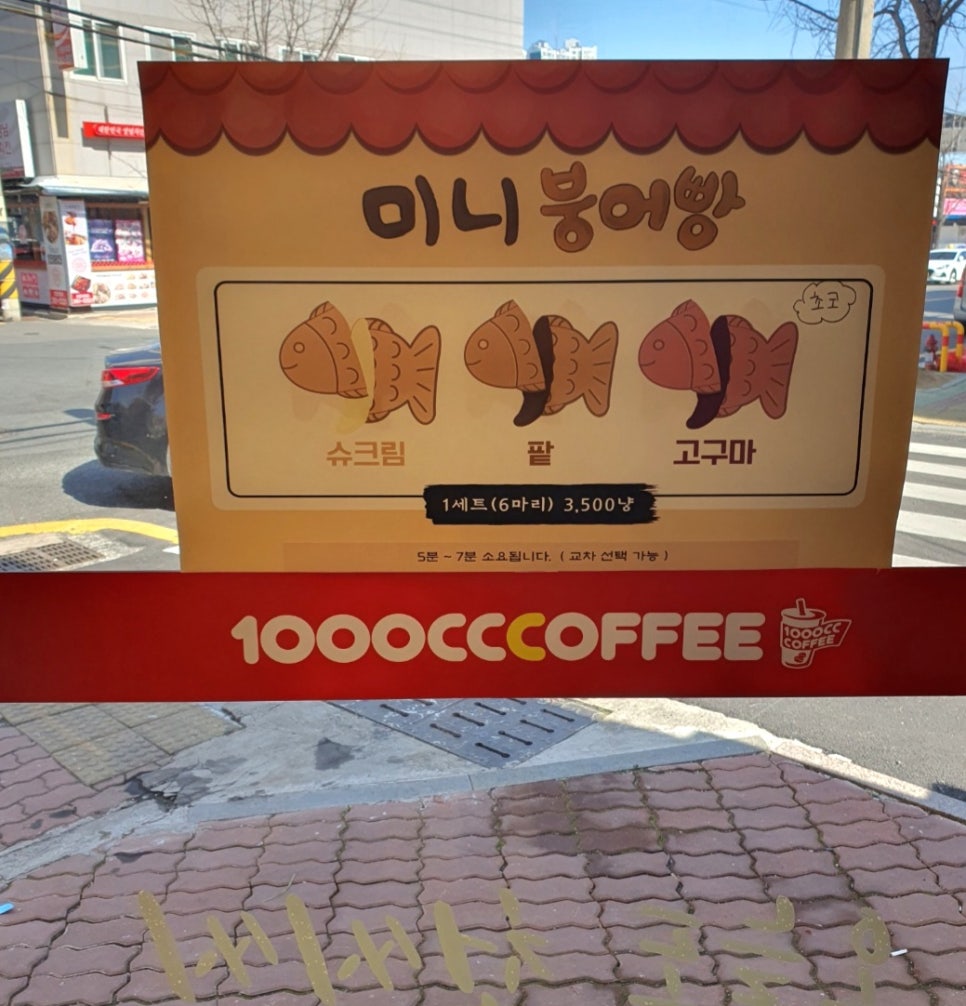 미니 붕어빵
초코
슈크림 팥 고구마
1세트(6마리) 3,500냥
5분 ~ 7분 소요됩니다. ( 교차 선택 가능 )
1000CCCOFFEE
1000CC
COFFEE